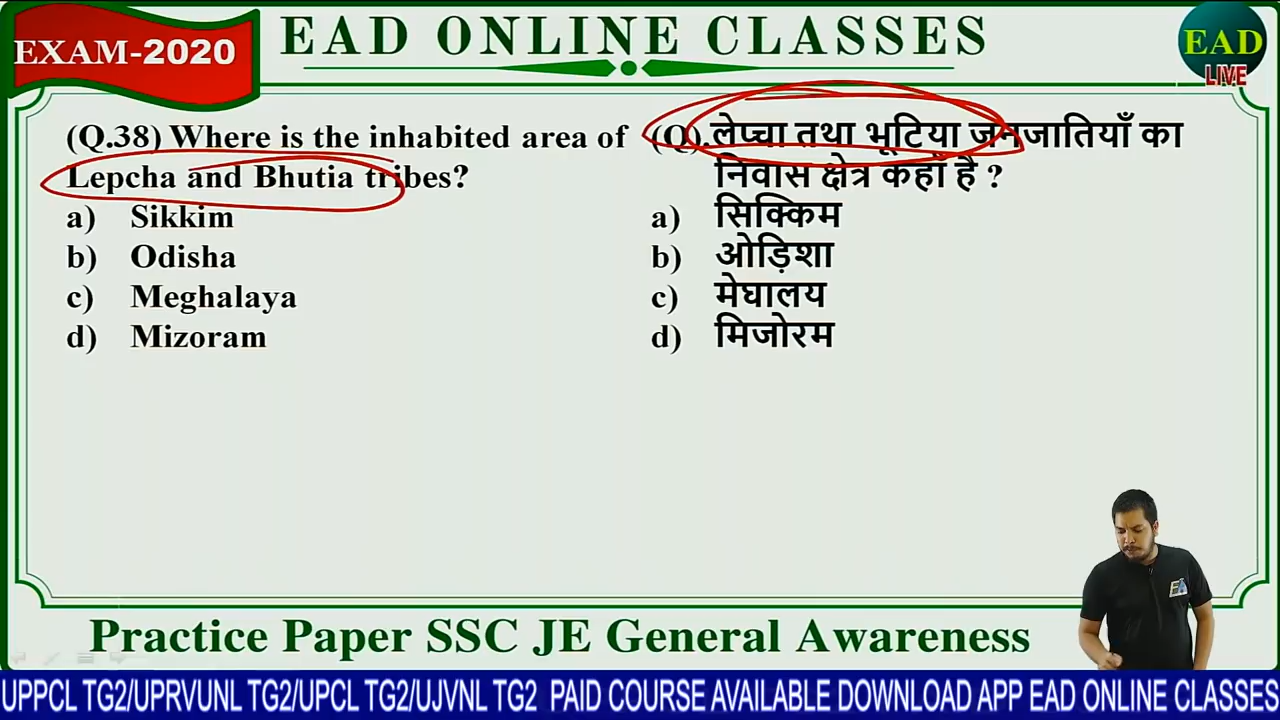 EXAM-2020
EAD ONLINE CLASSES
EAD
LIVE
(Q.38) Where is the inhabited area of
Lepcha and Bhutia tribes?
a) Sikkim
b) Odisha
c) Meghalaya
d) Mizoram
(Q).लेप्चा तथा भूटिया जनजातियाँ का
निवास क्षेत्र कहाँ है ?
a) सिक्किम
b) ओड़िशा
c) मेघालय
d) मिजोरम
Practice Paper SSC JE General Awareness
UPPCL TG2/UPRVUNL TG2/UPCL TG2/UJVNL TG2 PAID COURSE AVAILABLE DOWNLOAD APP EAD ONLINE CLASSES